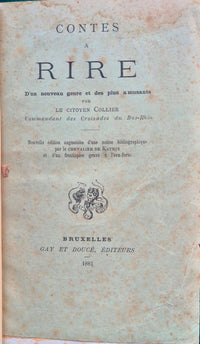 CONTES
A
RIRE
D'un nouveau genre et des plus amusants
PAR
LE CITOYEN COLLIER
Commandant des Croisades du Bas-Rhin
Nouvelle édition augmentée d'une notice bibliographique
par le CHEVALIER DE KATRIX
et d'un frontispice gravé à l'eau-forte.
BRUXELLES
GAY ET DOUCÉ, ÉDITEURS
1881